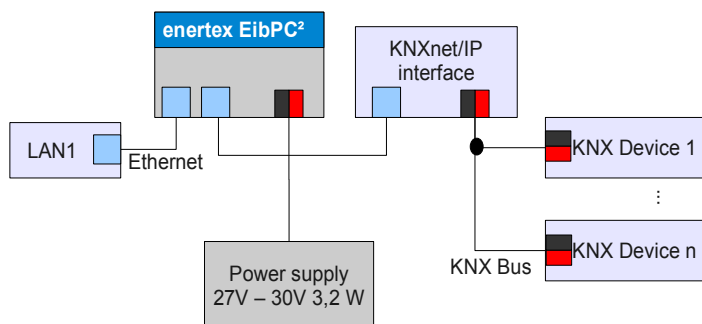 enertex EibPC²
KNXnet/IP
interface
LAN1
Ethernet
KNX Device 1
...
KNX Device n
KNX Bus
Power supply
27V – 30V 3,2 W